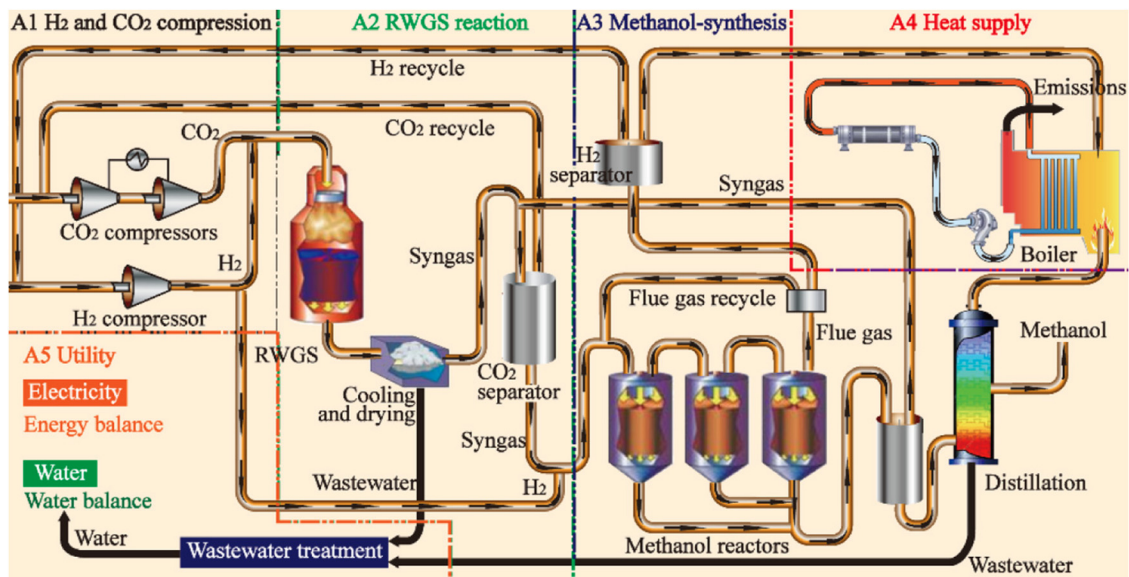 A1 H2 and CO2 compression
A2 RWGS reaction
A3 Methanol-synthesis
A4 Heat supply
H2 recycle
Emissions
CO2
CO2 recycle
H2
separator
Syngas
CO2 compressors
Boiler
H2
Syngas
Flue gas recycle
H2 compressor
Flue gas
Methanol
RWGS
A5 Utility
Electricity
Energy balance
Cooling
and drying
CO2
separator
Syngas
Water
Water balance
Wastewater
H2
Distillation
Water
Wastewater treatment
Methanol reactors
Wastewater